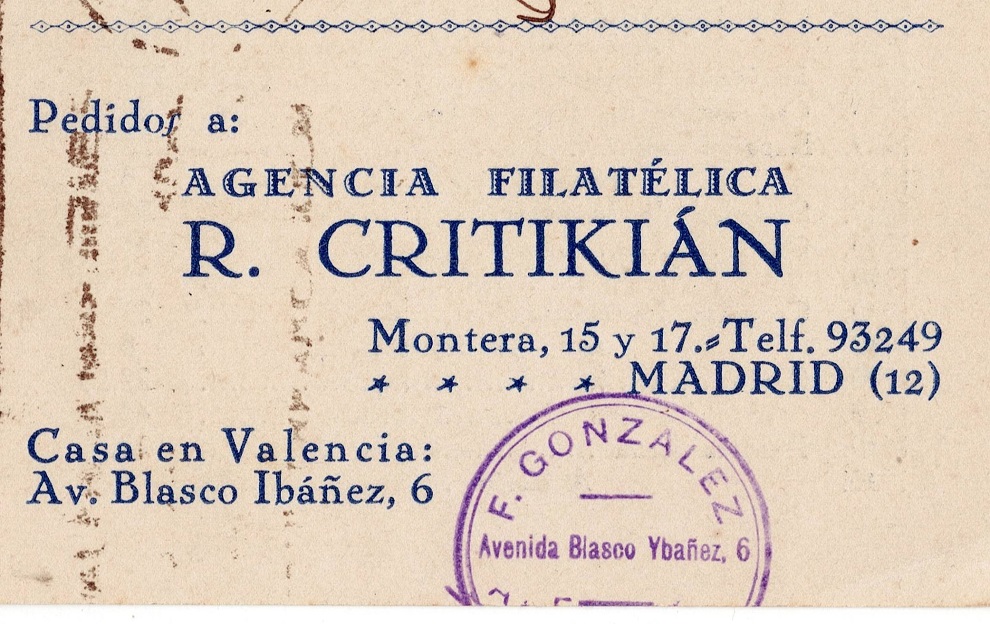 Pedidos a:
AGENCIA FILATÉLICA
R. CRITIKIÁN
Montera, 15 y 17.=Telf. 93249
MADRID (12)
Casa en Valencia:
Av. Blasco Ibáñez, 6
F. GONZALEZ
Avenida Blasco Ybañez, 6